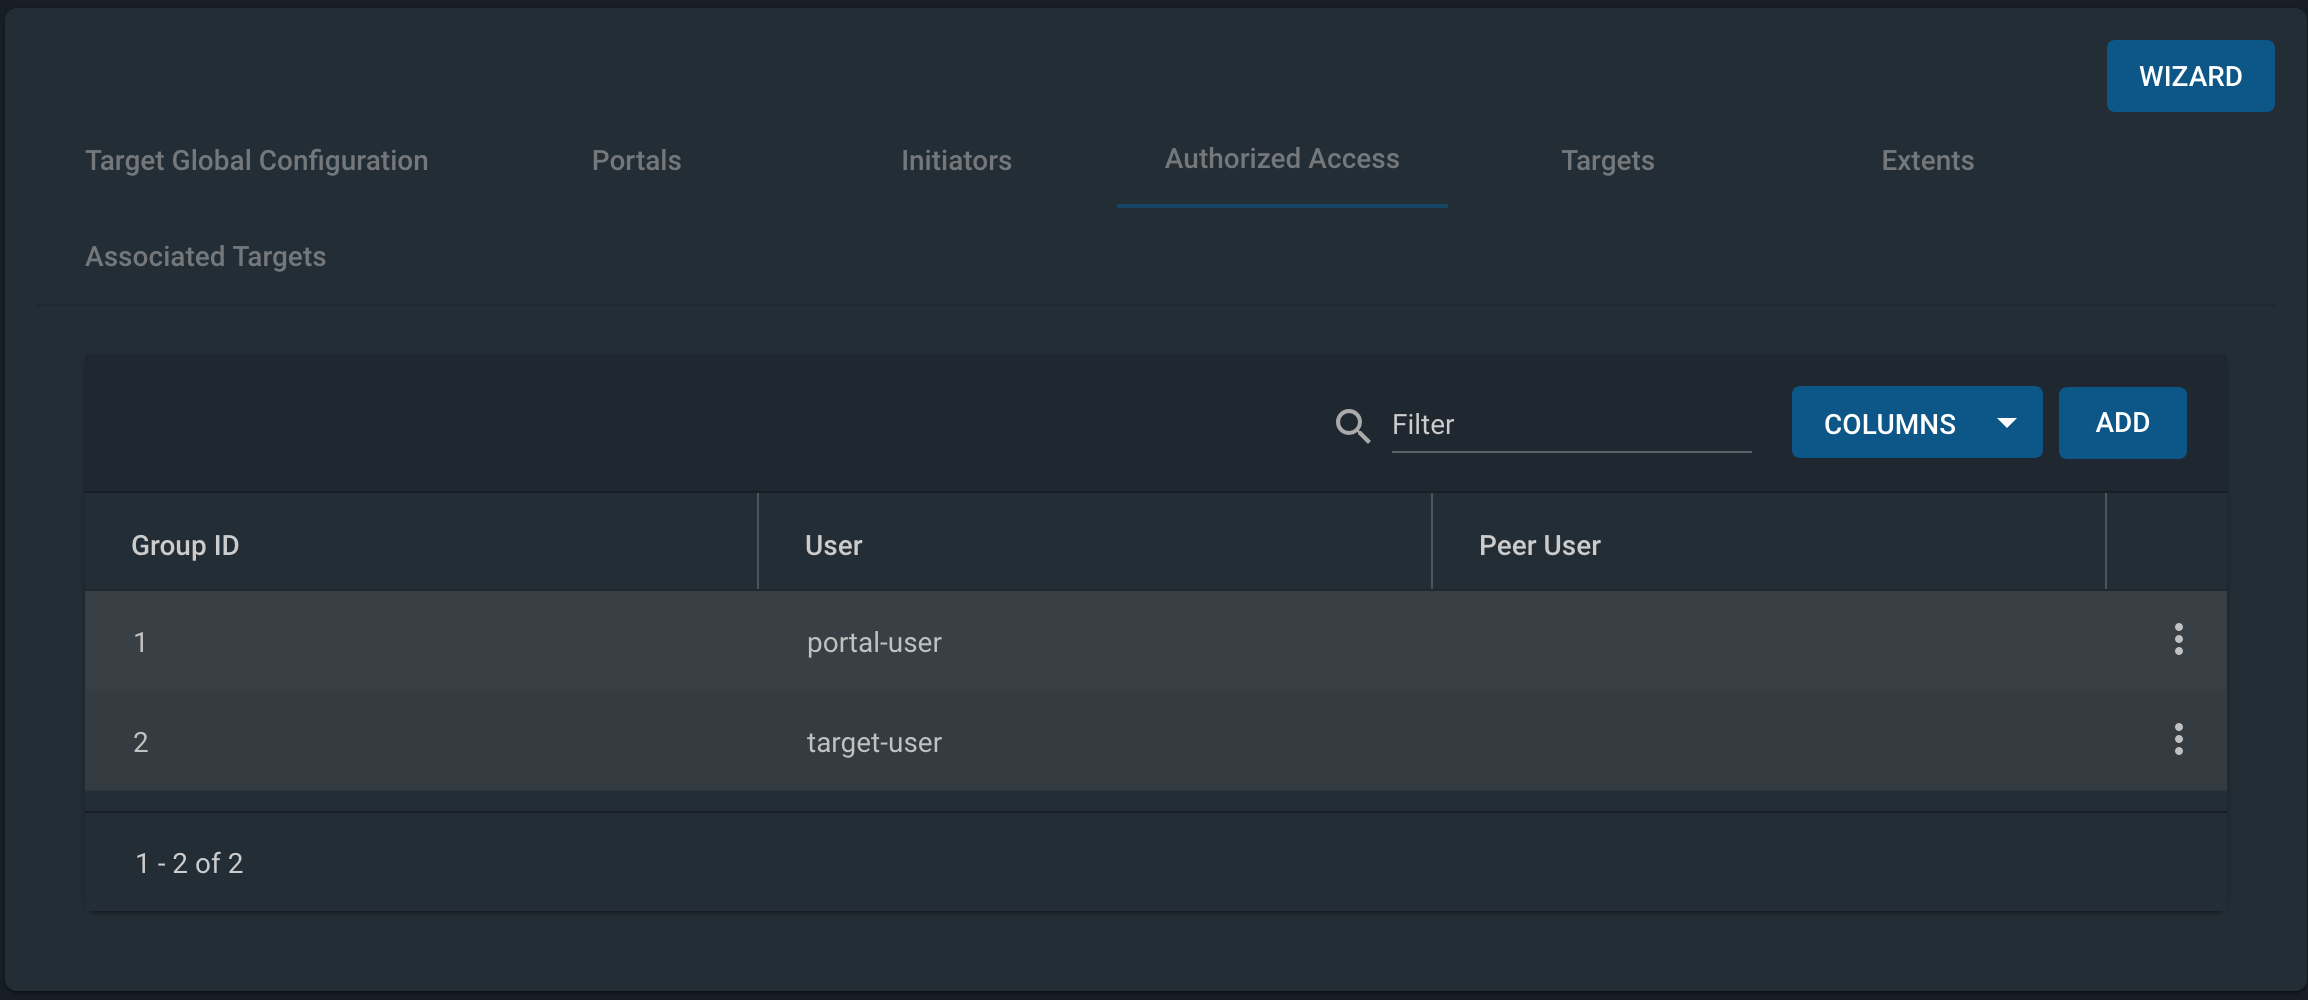 WIZARD
Target Global Configuration Portals Initiators Authorized Access Targets Extents
Associated Targets
Filter COLUMNS ADD
Group ID User Peer User
1 portal-user
2 target-user
1 - 2 of 2